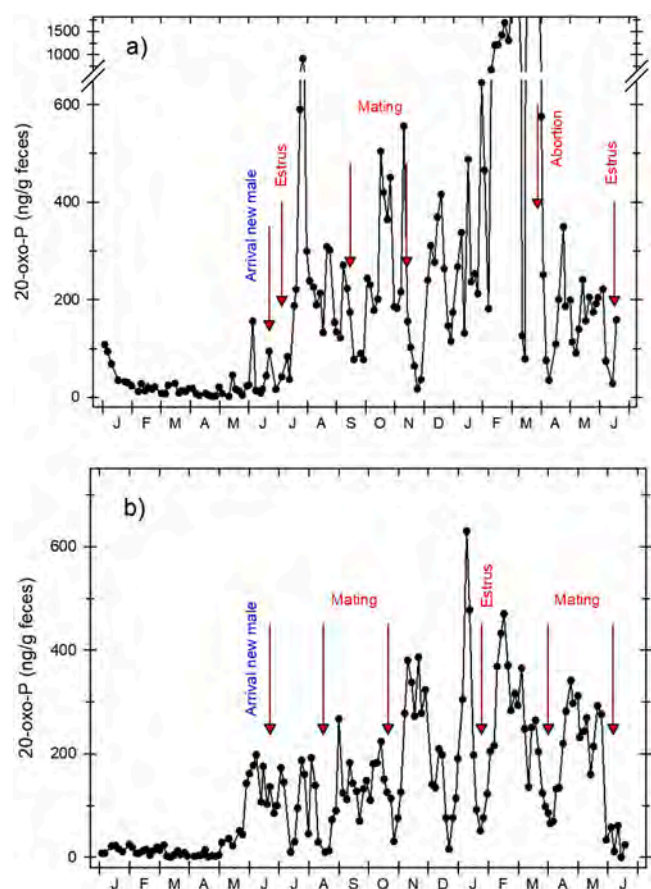 a)
1500
1000
600
400
200
0
20-oxo-P (ng/g feces)
Arrival new male
Estrus
Mating
Abortion
Estrus
J F M A M J J A S O N D J F M A M J
b)
600
400
200
0
20-oxo-P (ng/g feces)
Arrival new male
Mating
Estrus
Mating
J F M A M J J A S O N D J F M A M J